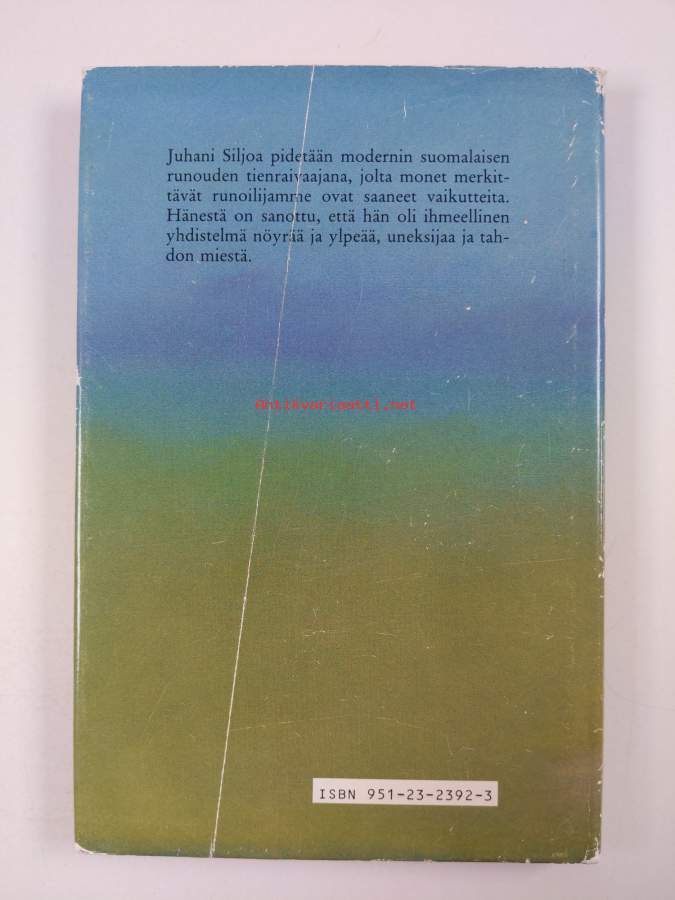 Juhani Siljoa pidetään modernin suomalaisen
runouden tienraivaajana, jolta monet merkit-
tävät runoilijamme ovat saaneet vaikutteita.
Hänestä on sanottu, että hän oli ihmeellinen
yhdistelmä nöyrää ja ylpeää, uneksijaa ja tah-
don miestä.
Antikvariaatti.net
ISBN 951-23-2392-3